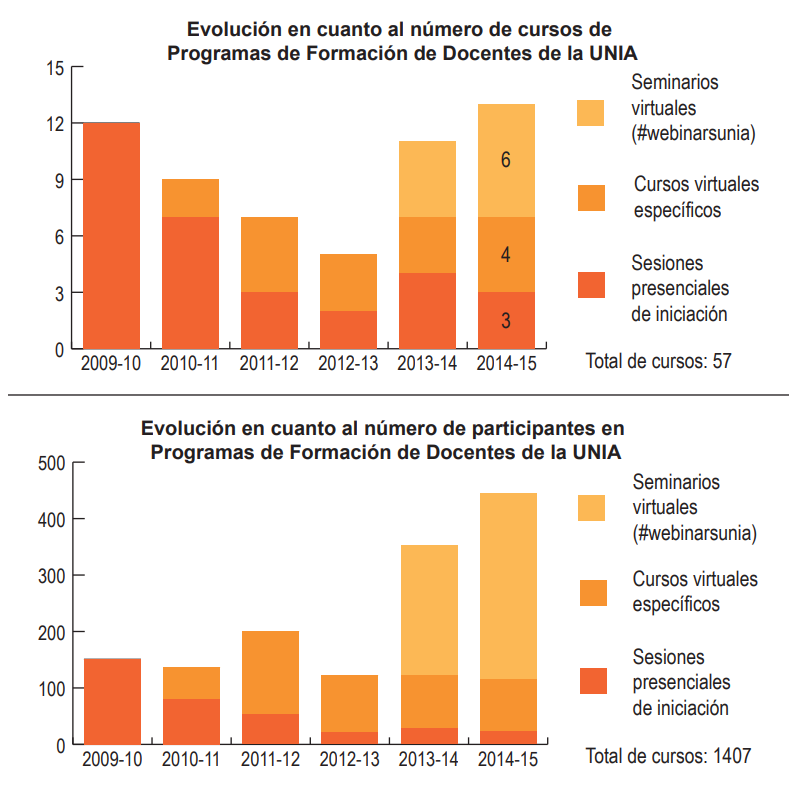 Evolución en cuanto al número de cursos de
Programas de Formación de Docentes de la UNIA
15
12
9
6
3
0
6
4
3
2009-10 2010-11 2011-12 2012-13 2013-14 2014-15
Seminarios
virtuales
(#webinarsunia)
Cursos virtuales
específicos
Sesiones
presenciales
de iniciación
Total de cursos: 57
Evolución en cuanto al número de participantes en
Programas de Formación de Docentes de la UNIA
500
400
300
200
100
0
2009-10 2010-11 2011-12 2012-13 2013-14 2014-15
Seminarios
virtuales
(#webinarsunia)
Cursos virtuales
específicos
Sesiones
presenciales
de iniciación
Total de cursos: 1407